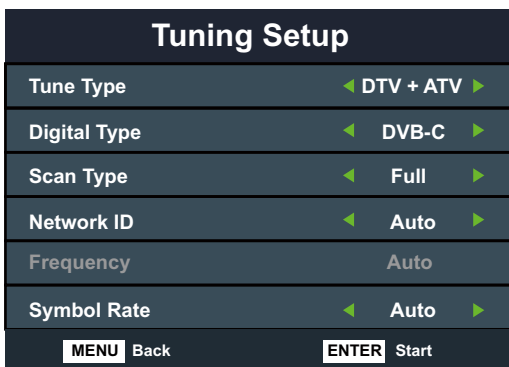 Tuning Setup
Tune Type DTV + ATV
Digital Type DVB-C
Scan Type Full
Network ID Auto
Frequency Auto
Symbol Rate Auto
MENU Back ENTER Start